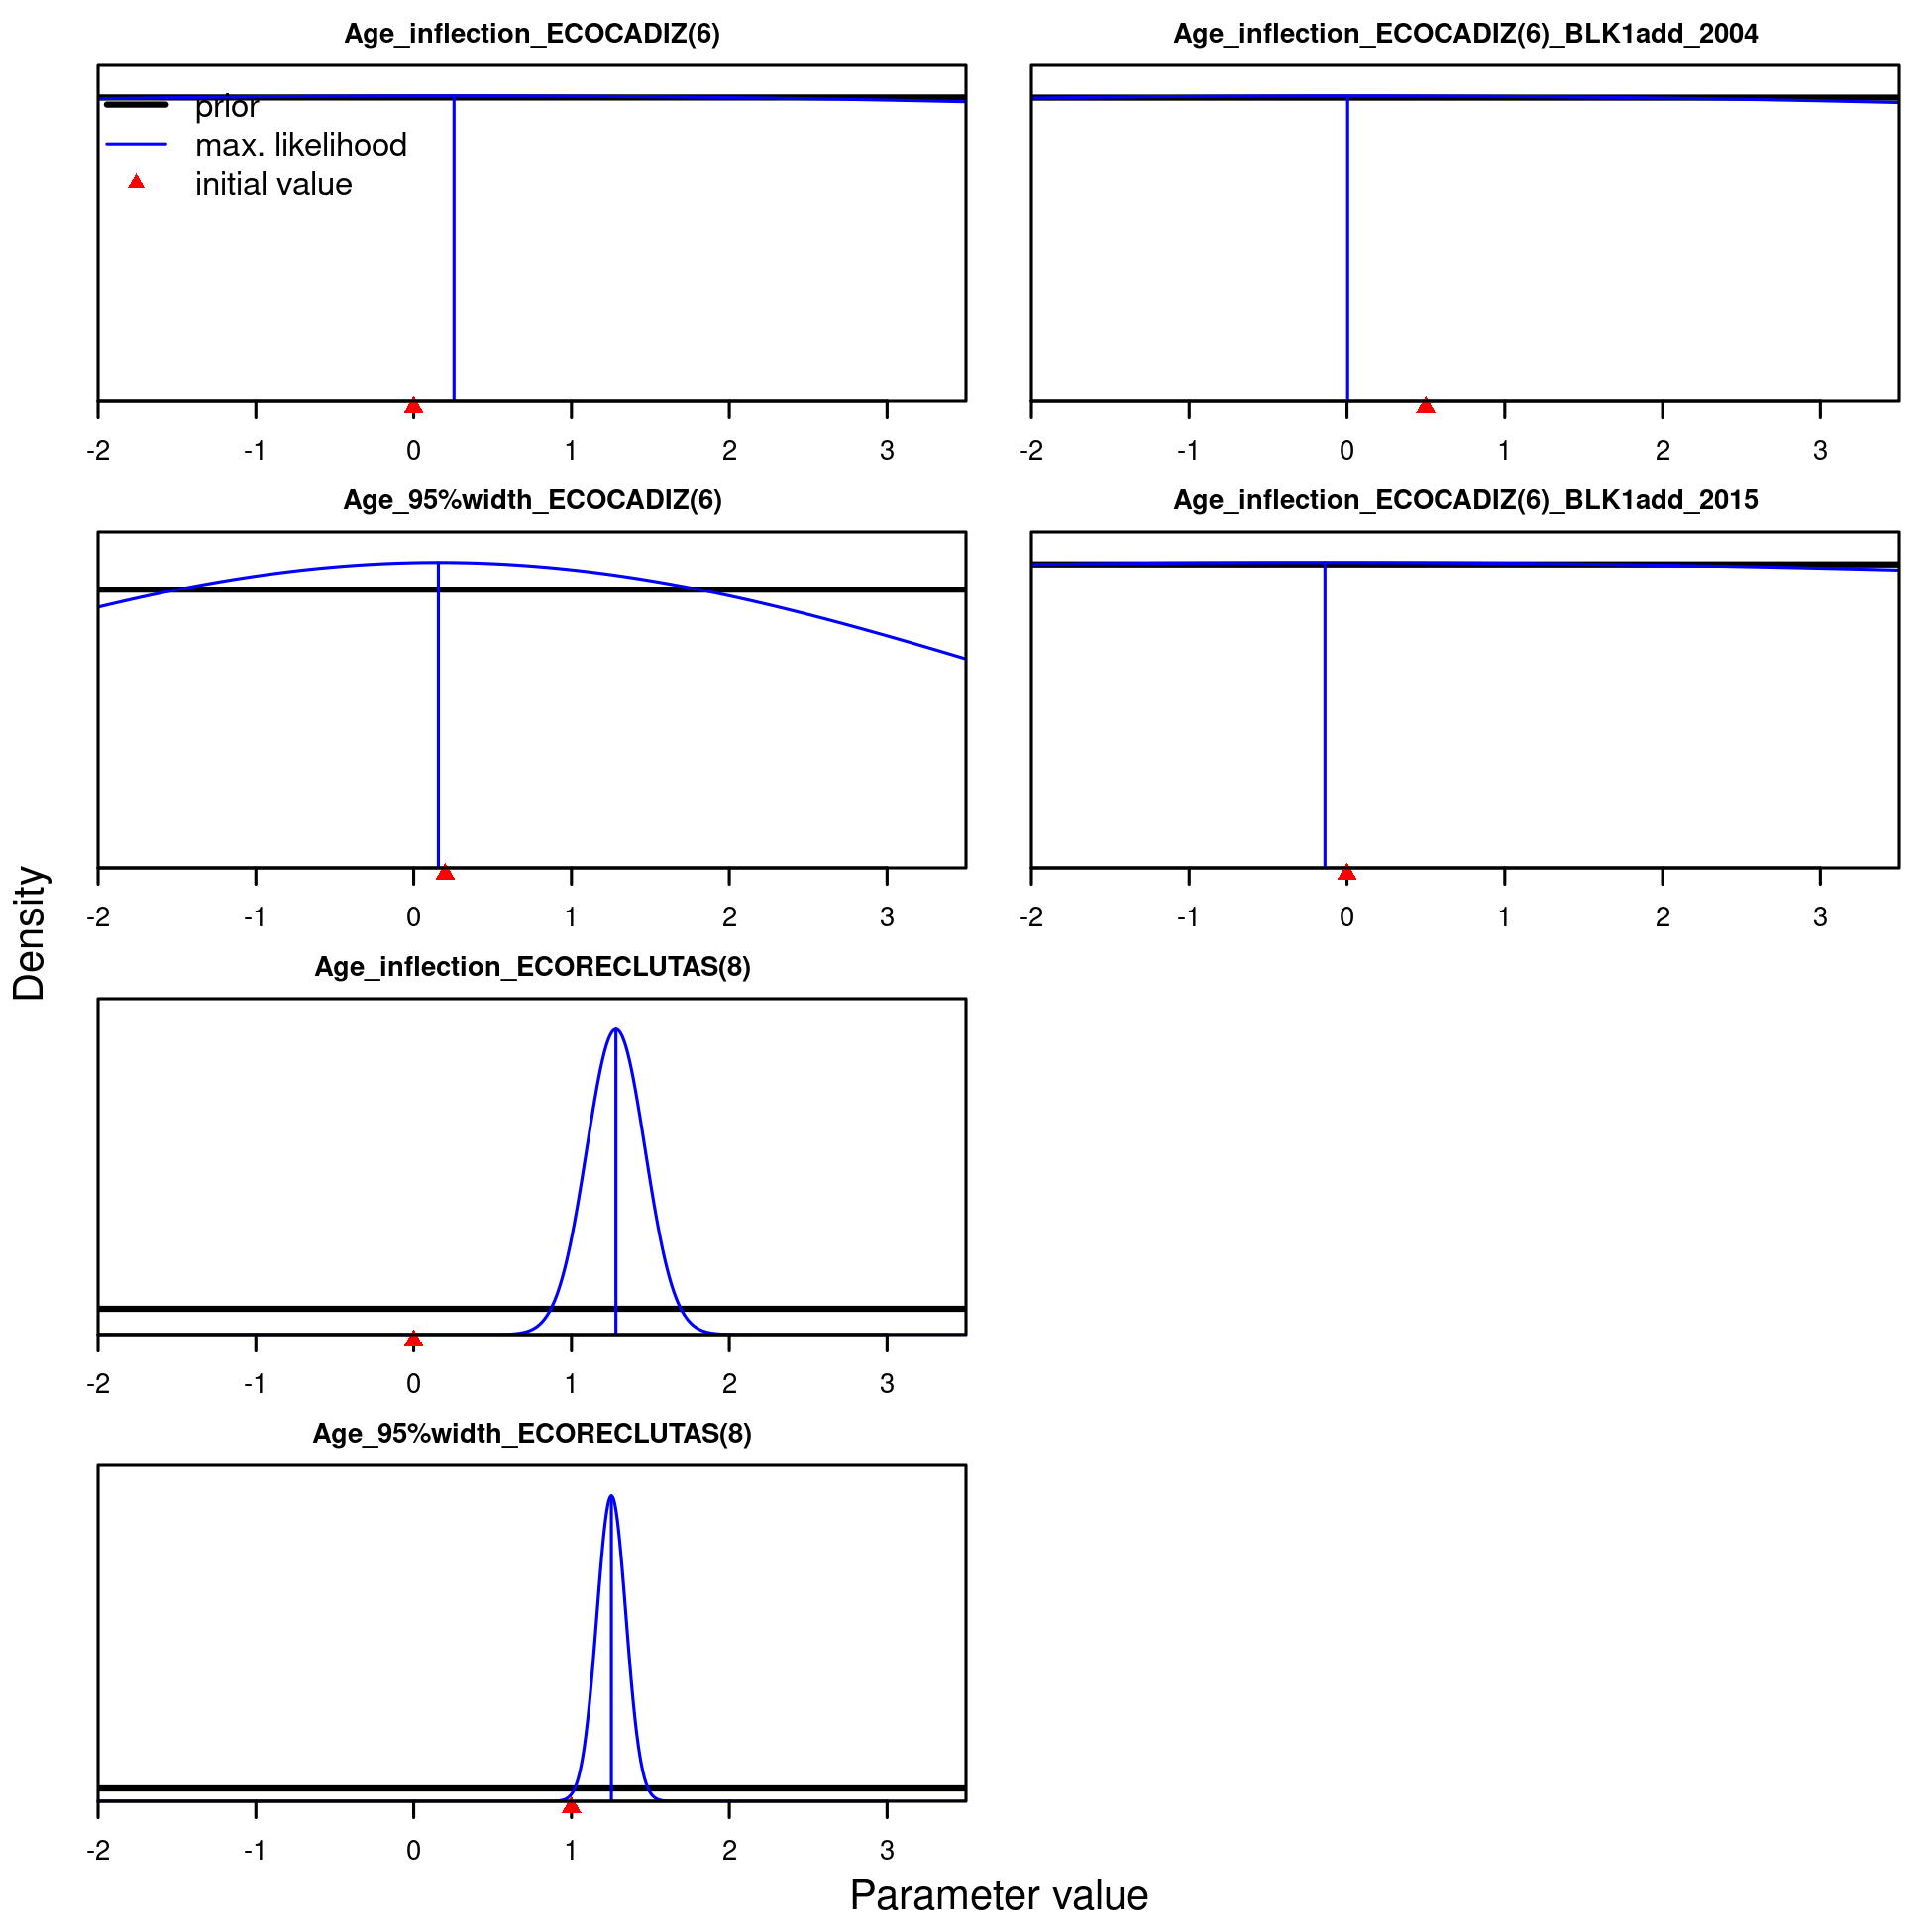 Age_inflection_ECOCADIZ(6)
prior
max. likelihood
initial value
-2 -1 0 1 2 3
Age_inflection_ECOCADIZ(6)_BLK1add_2004
-2 -1 0 1 2 3
Age_95%width_ECOCADIZ(6)
-2 -1 0 1 2 3
Age_inflection_ECOCADIZ(6)_BLK1add_2015
-2 -1 0 1 2 3
Age_inflection_ECORECLUTAS(8)
-2 -1 0 1 2 3
Age_95%width_ECORECLUTAS(8)
-2 -1 0 1 2 3
Density
Parameter value